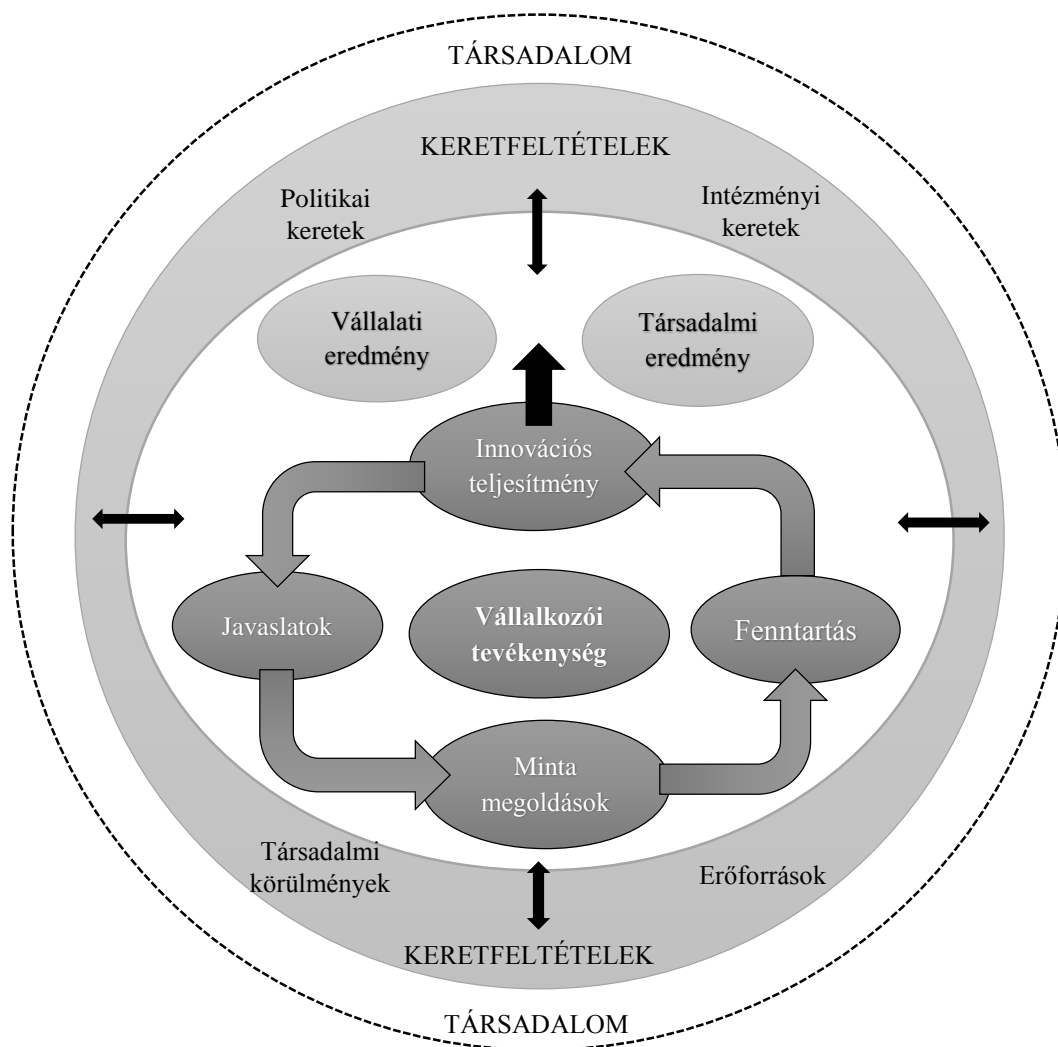 TÁRSADALOM
KERETFELTÉTELEK
Politikai
keretek
Intézményi
keretek
Vállalati
eredmény
Társadalmi
eredmény
Innovációs
teljesítmény
Javaslatok
Vállalkozói
tevékenység
Fenntartás
Minta
megoldások
Társadalmi
körülmények
Erőforrások
KERETFELTÉTELEK
TÁRSADALOM